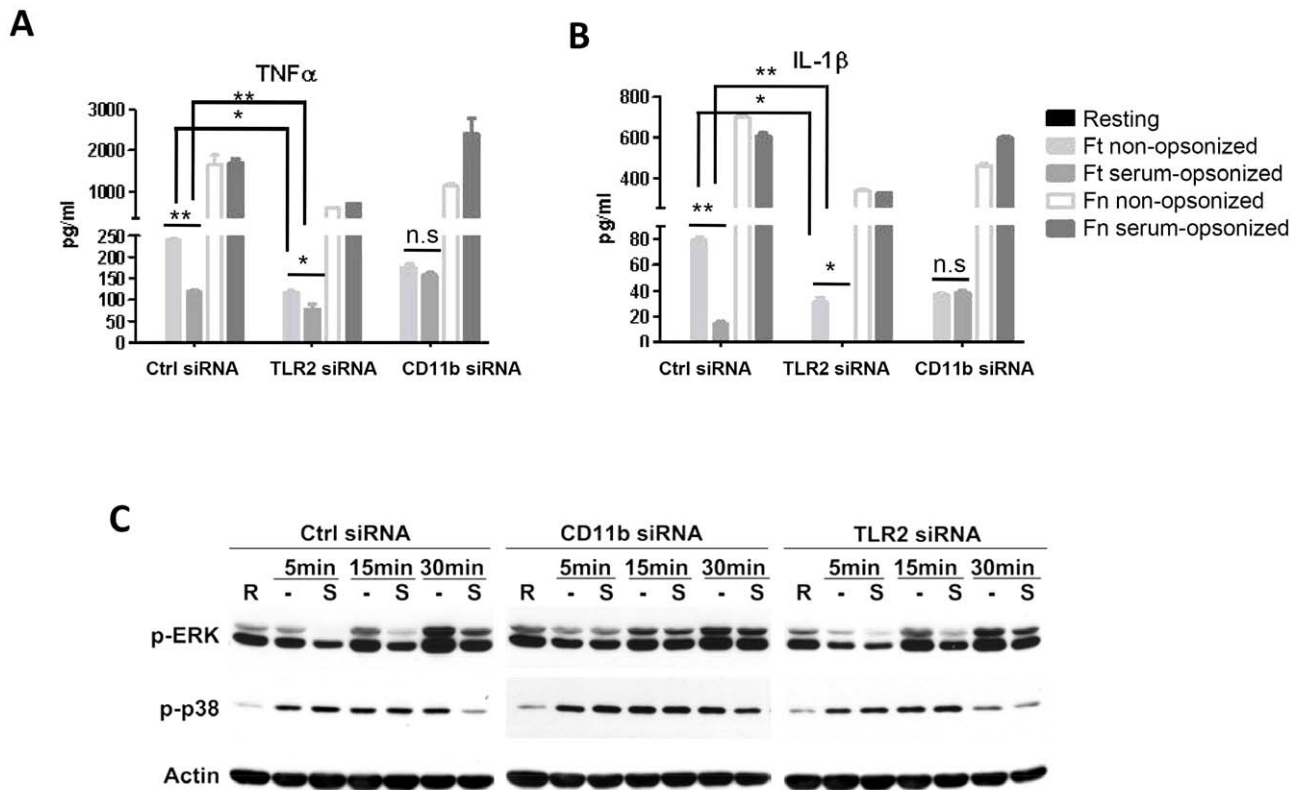 A
TNFα
**
*
3000
2000
1000
250
200
150
100
50
0
pg/ml
**
*
n.s
Ctrl siRNA TLR2 siRNA CD11b siRNA
B
IL-1β
**
*
800
600
400
80
60
40
20
0
pg/ml
**
*
n.s
Ctrl siRNA TLR2 siRNA CD11b siRNA
Resting
Ft non-opsonized
Ft serum-opsonized
Fn non-opsonized
Fn serum-opsonized
C
Ctrl siRNA CD11b siRNA TLR2 siRNA
5min 15min 30min 5min 15min 30min 5min 15min 30min
R - S - S - S R - S - S - S R - S - S - S
p-ERK
p-p38
Actin